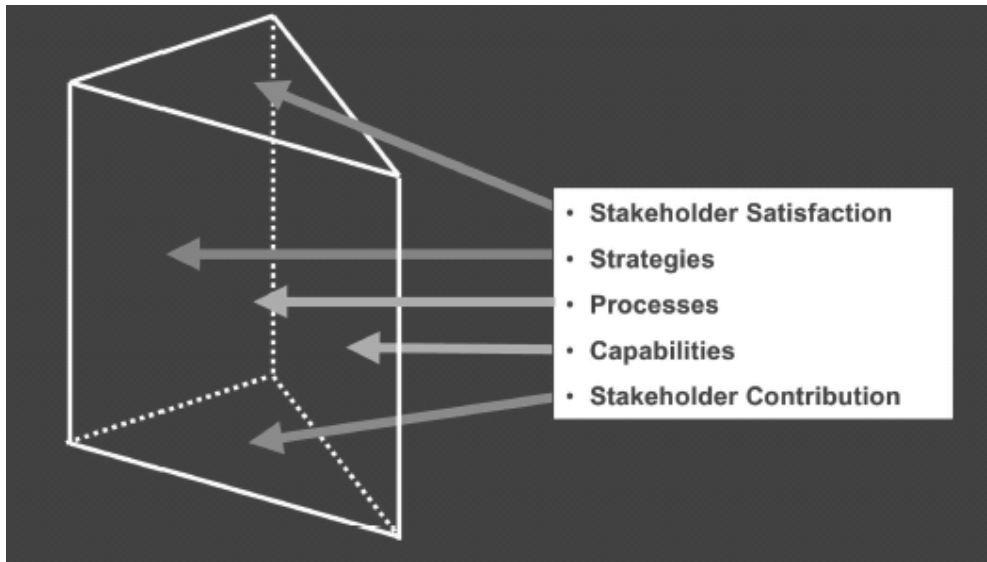 • Stakeholder Satisfaction
• Strategies
• Processes
• Capabilities
• Stakeholder Contribution